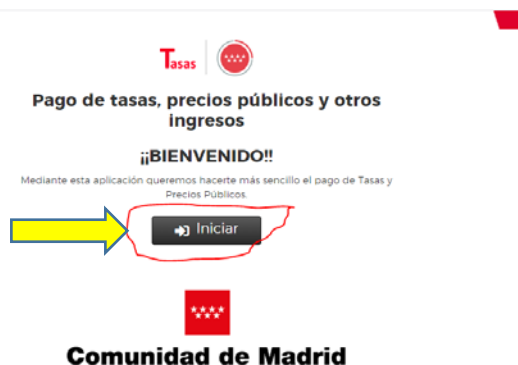 Tasas
Pago de tasas, precios públicos y otros
ingresos
¡¡BIENVENIDO!!
Mediante esta aplicación queremos hacerte más sencillo el pago de Tasas y
Precios Públicos.
Iniciar
Comunidad de Madrid